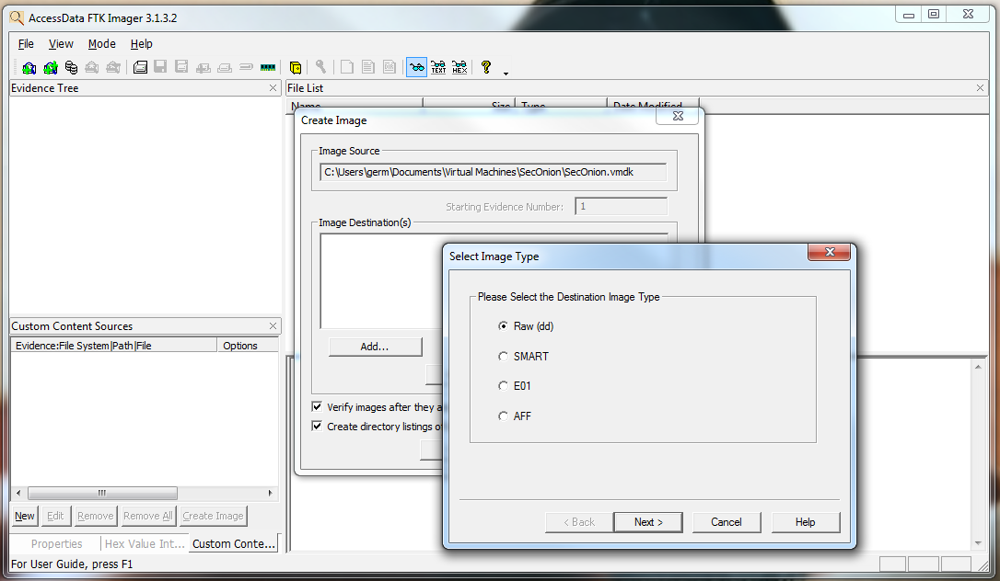 AccessData FTK Imager 3.1.3.2
File View Mode Help
TEXT HEX
Evidence Tree
File List
Name Size Type Date Modified
Create Image
Image Source
C:\Users\germ\Documents\Virtual Machines\SecOnion\SecOnion.vmdk
Starting Evidence Number: 1
Image Destination(s)
Add...
Verify images after they a
Create directory listings of
Select Image Type
Please Select the Destination Image Type
Raw (dd)
SMART
E01
AFF
< Back Next > Cancel Help
Custom Content Sources
Evidence:File System|Path|File Options
New Edit Remove Remove All Create Image
Properties Hex Value Int... Custom Conte...
For User Guide, press F1